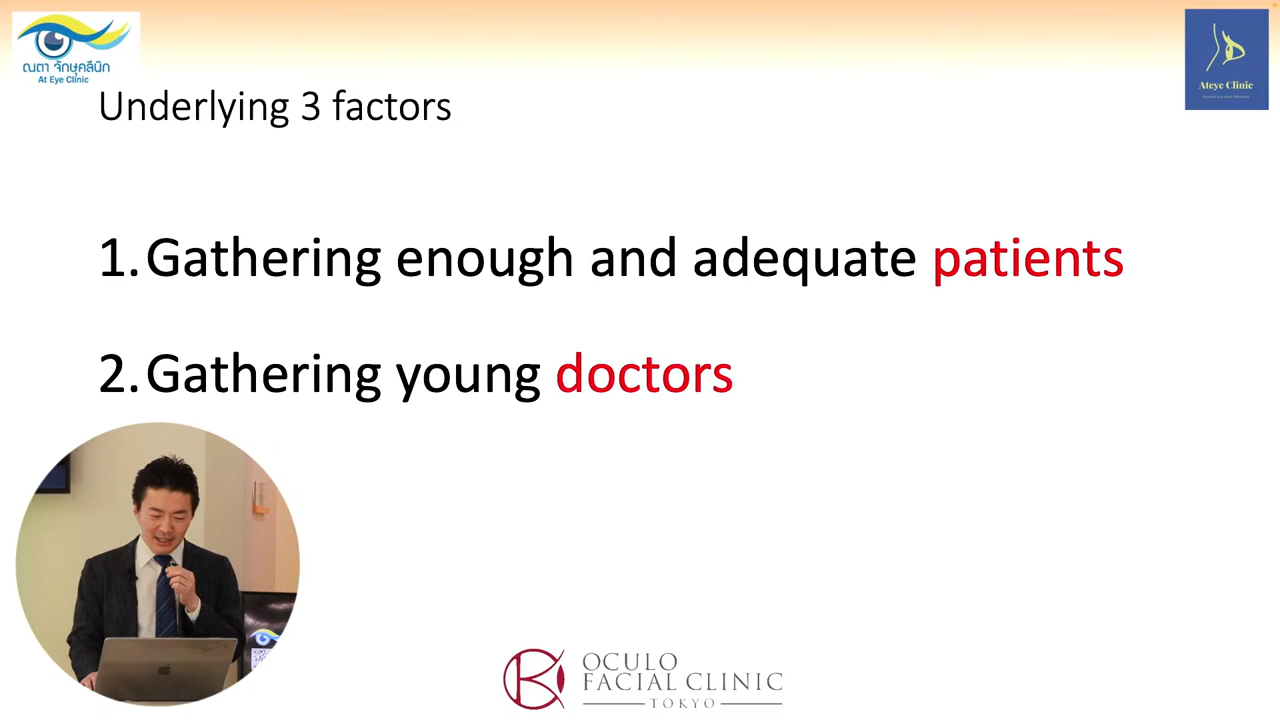 ณตา จักษุคลีนิก
At Eye Clinic
Ateye Clinic
Underlying 3 factors
1. Gathering enough and adequate patients
2. Gathering young doctors
OCULO
FACIAL CLINIC
TOKYO